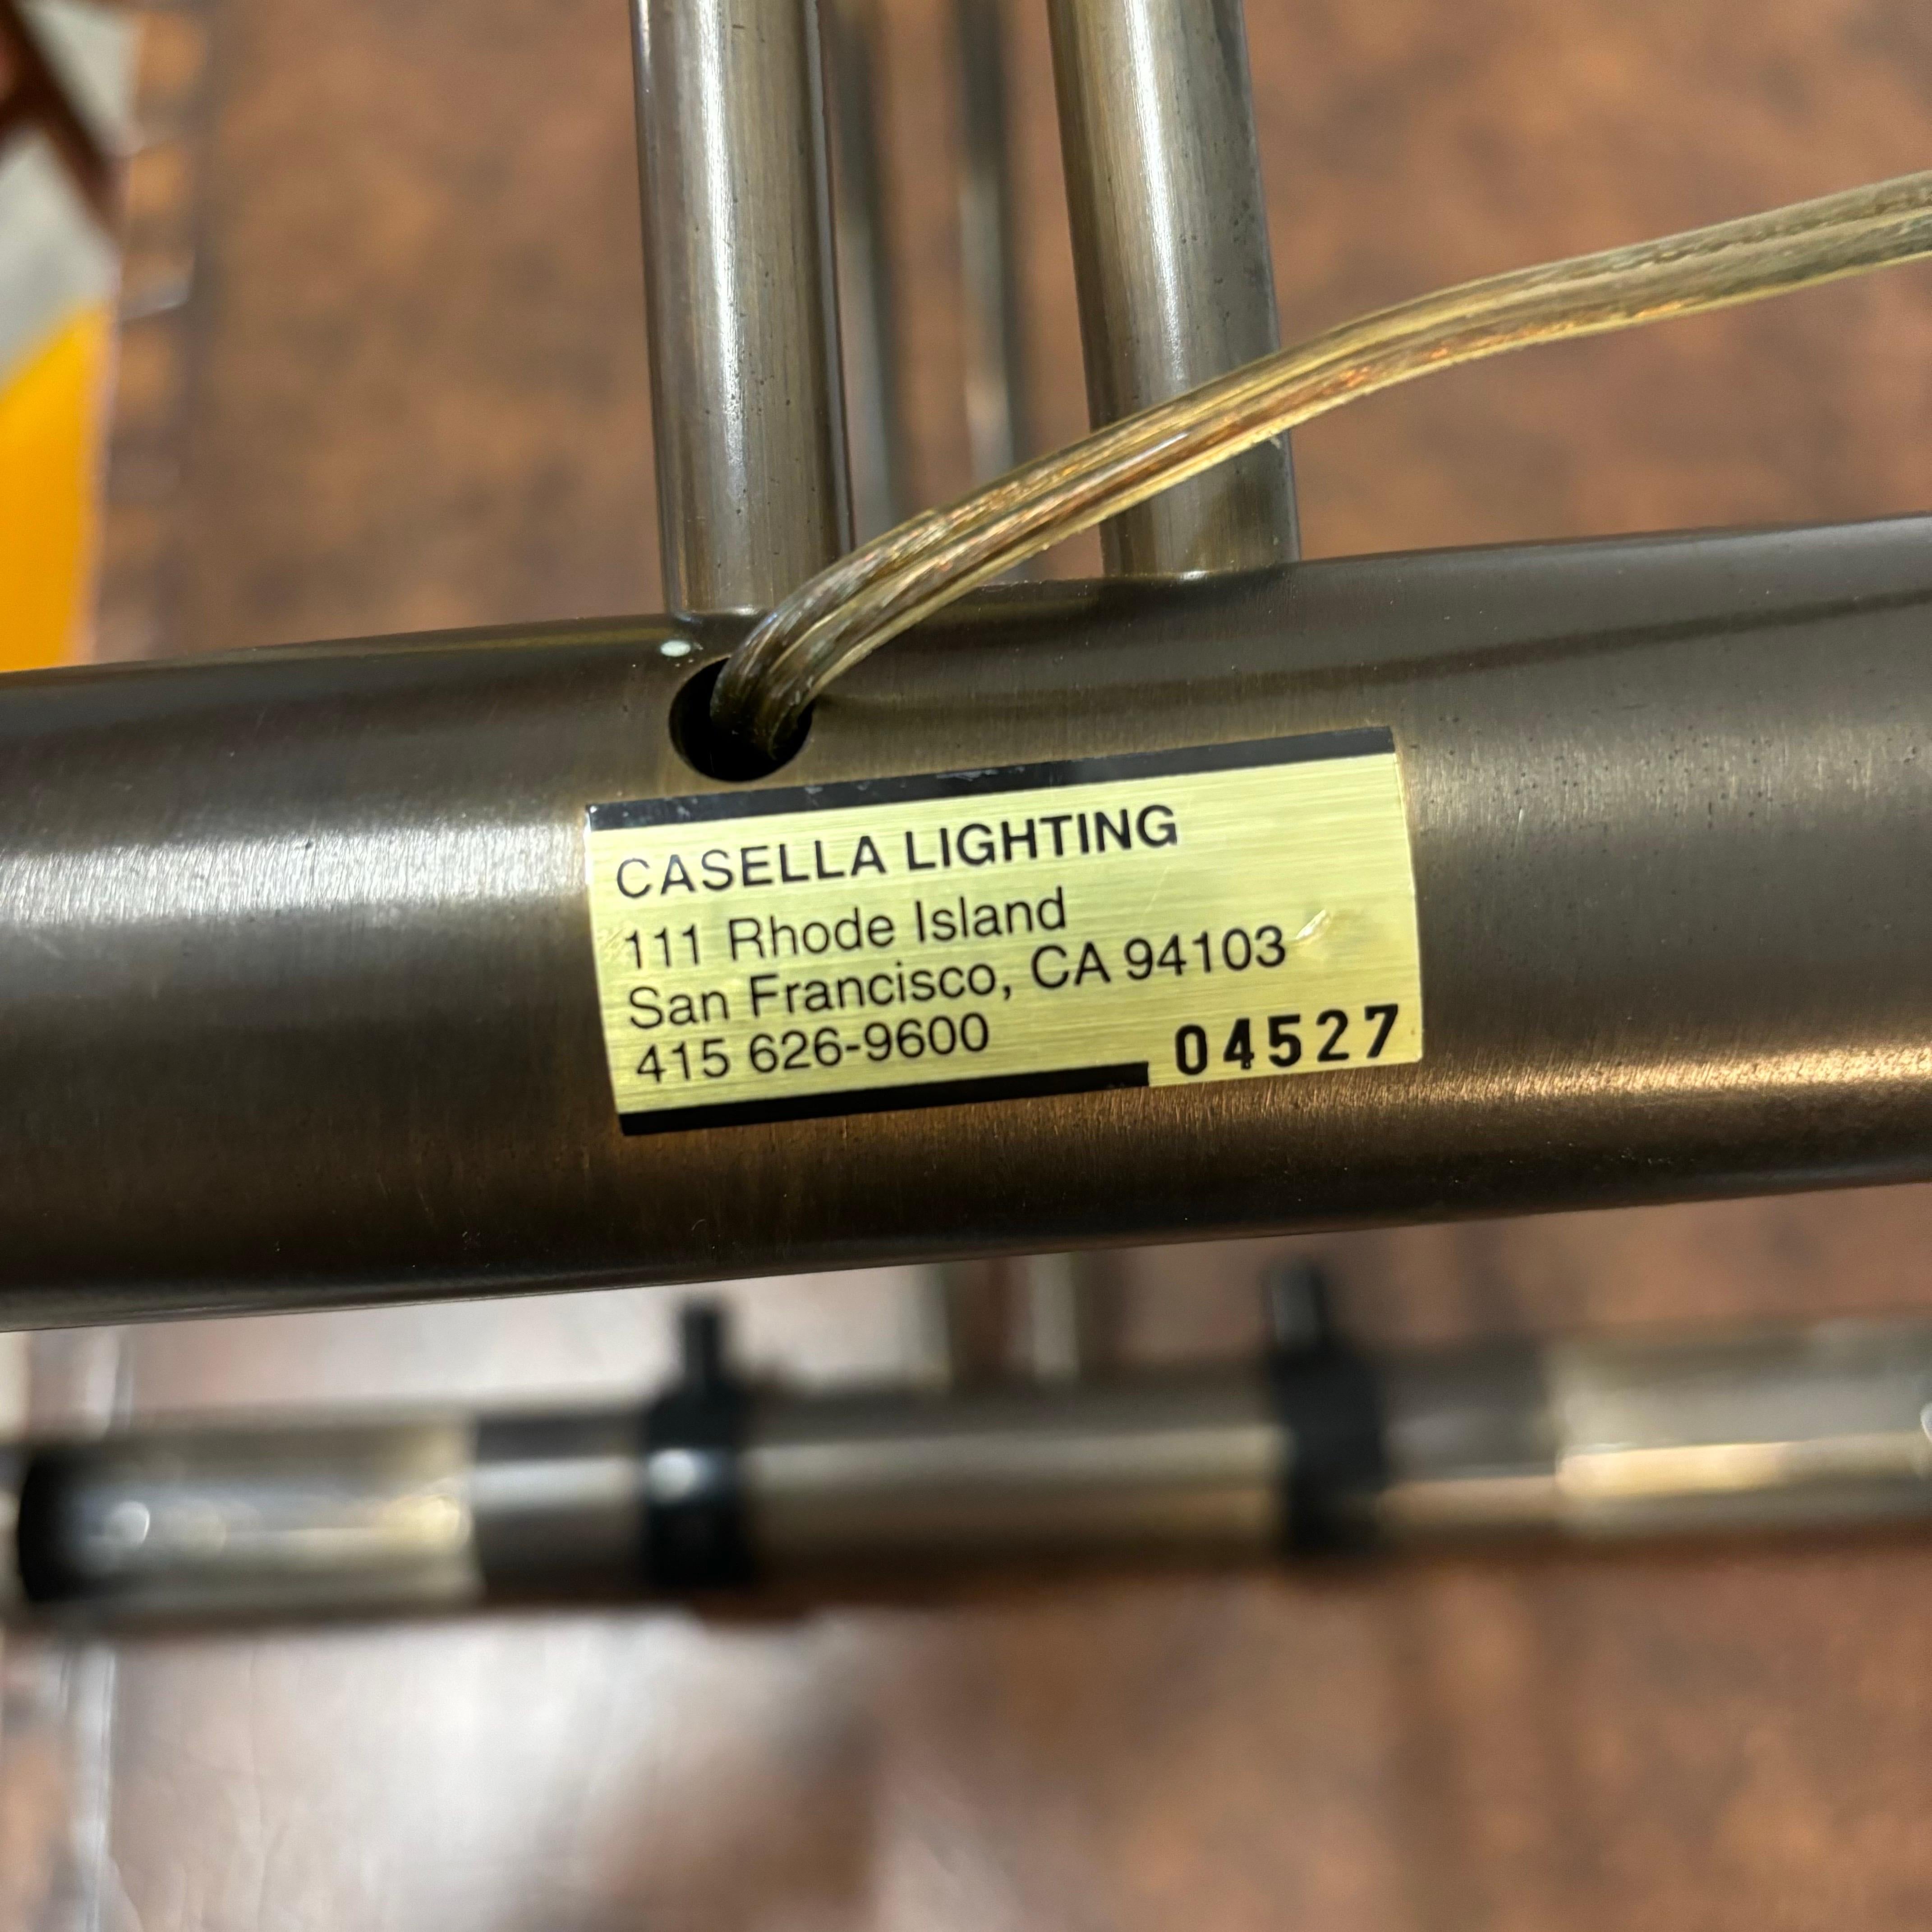 CASELLA LIGHTING
111 Rhode Island
San Francisco, CA 94103
415 626-9600
04527